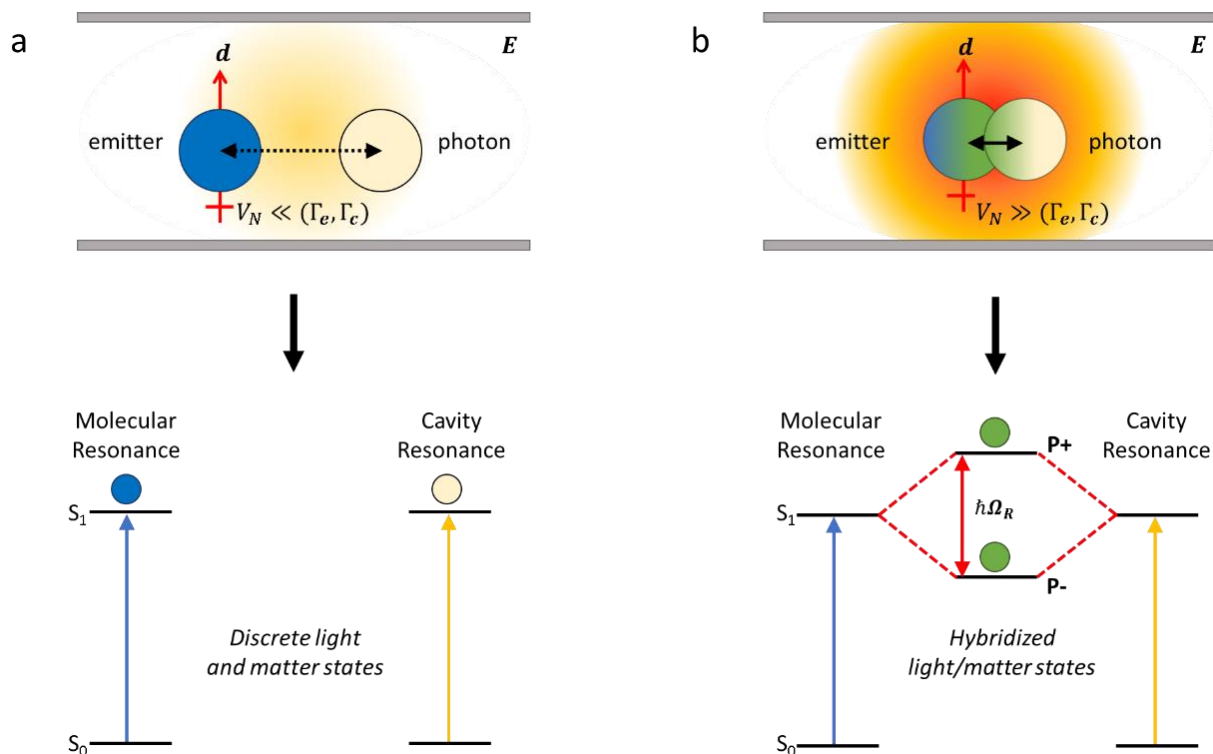 a
E
d
emitter
photon
V_N ≪ (Γ_e, Γ_c)
Molecular
Resonance
Cavity
Resonance
S₁
Discrete light
and matter states
S₀
b
E
d
emitter
photon
V_N ≫ (Γ_e, Γ_c)
Molecular
Resonance
Cavity
Resonance
P+
S₁
ℏΩ_R
P-
Hybridized
light/matter states
S₀